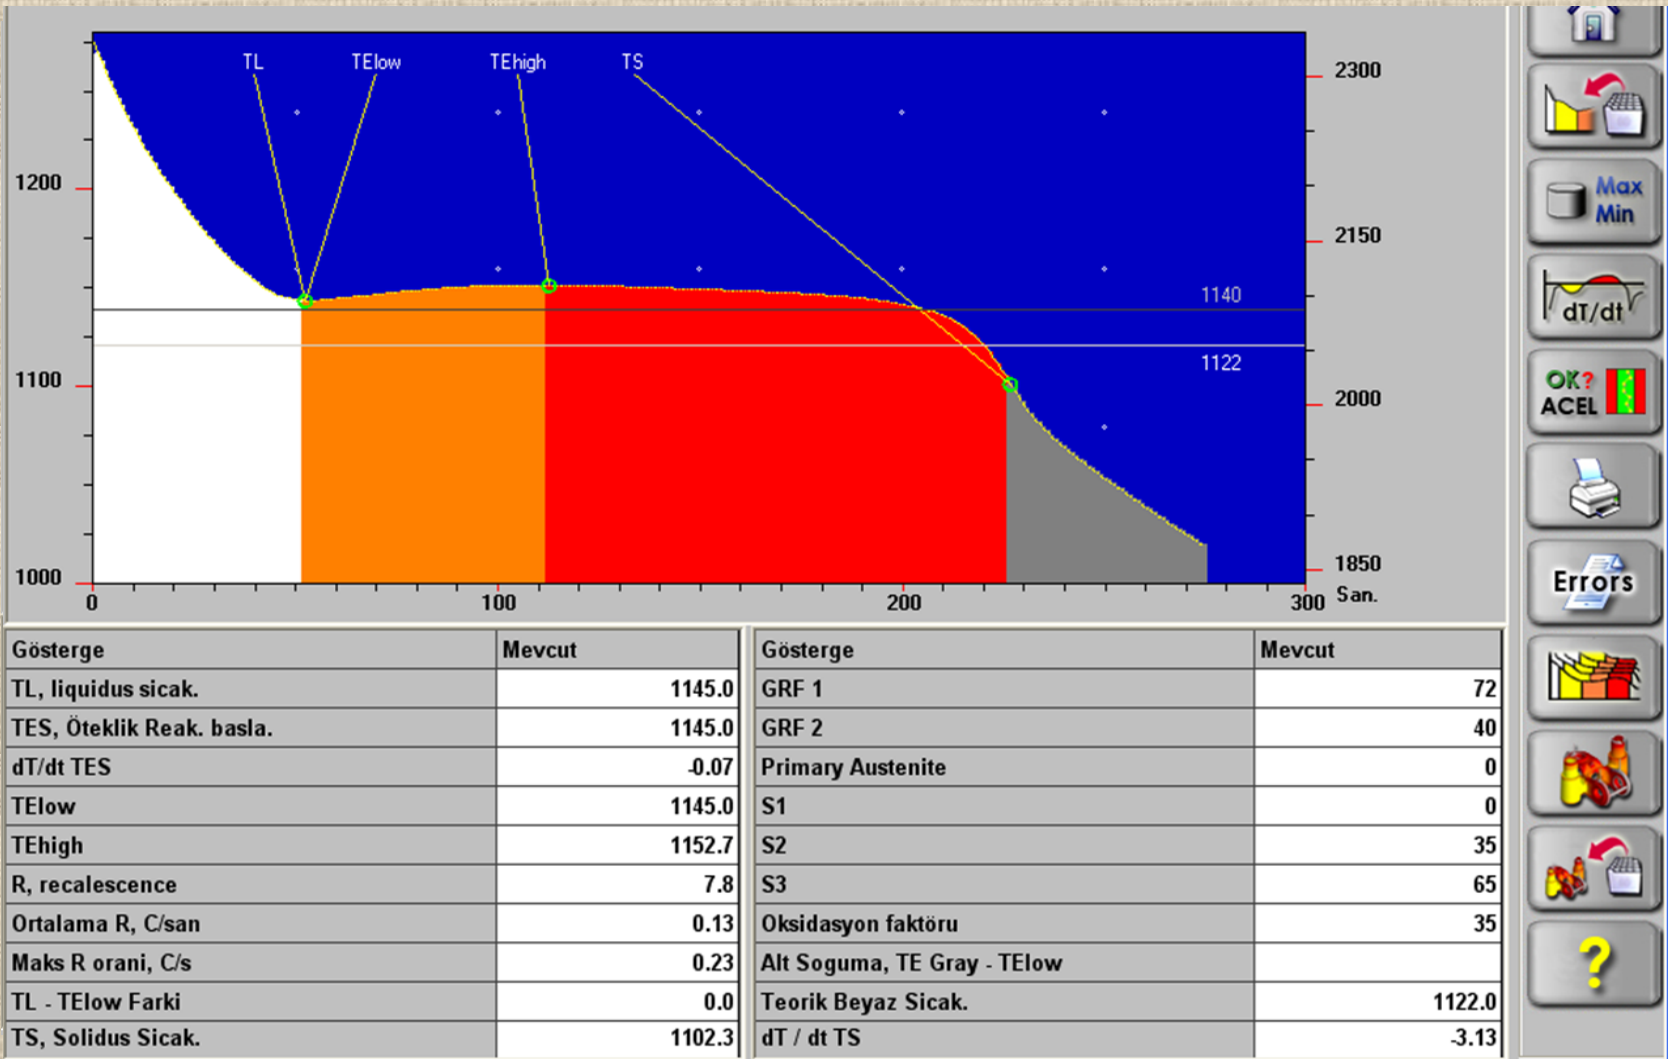 TL TElow TEhigh TS
2300
1200
2150
1140
1122
1100
2000
1000
1850
0 100 200 300 San.
Max
Min
dT/dt
OK?
ACEL
Errors
?
Gösterge Mevcut
TL, liquidus sicak. 1145.0
TES, Öteklik Reak. basla. 1145.0
dT/dt TES -0.07
TElow 1145.0
TEhigh 1152.7
R, recalescence 7.8
Ortalama R, C/san 0.13
Maks R orani, C/s 0.23
TL - TElow Farki 0.0
TS, Solidus Sicak. 1102.3
Gösterge Mevcut
GRF 1 72
GRF 2 40
Primary Austenite 0
S1 0
S2 35
S3 65
Oksidasyon faktöru 35
Alt Soguma, TE Gray - TElow
Teorik Beyaz Sicak. 1122.0
dT / dt TS -3.13